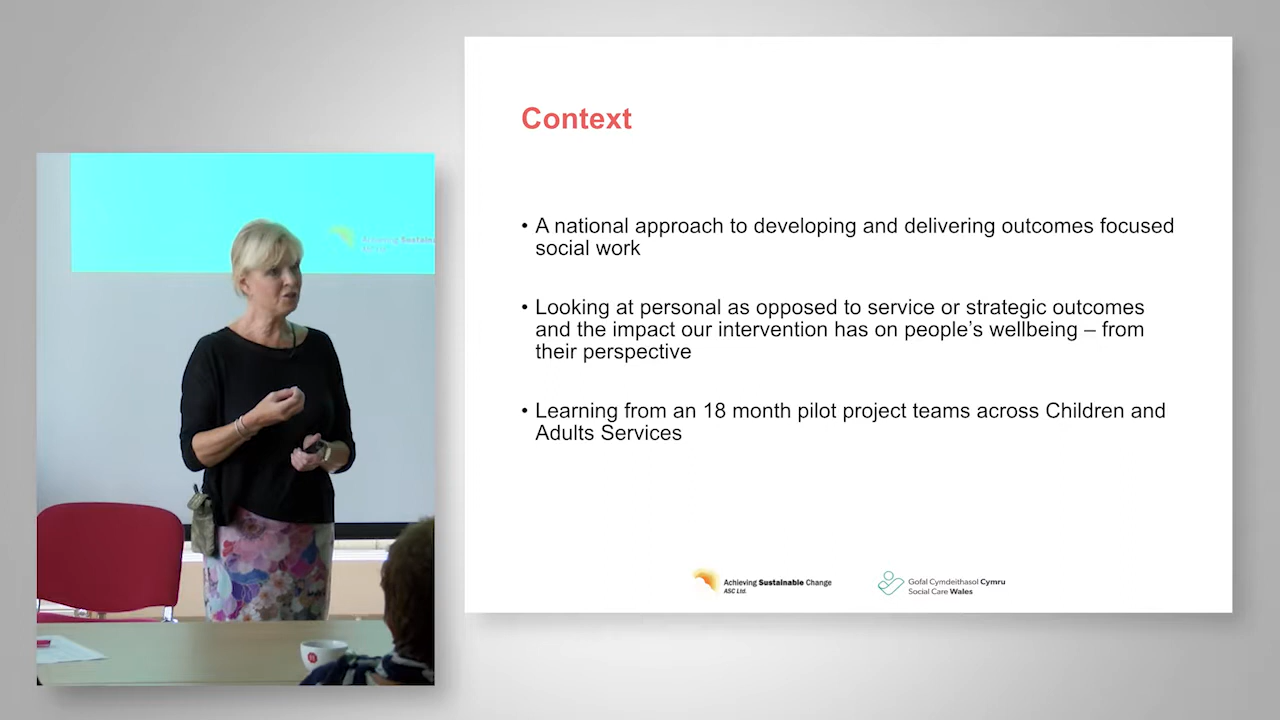 Context
• A national approach to developing and delivering outcomes focused
social work
• Looking at personal as opposed to service or strategic outcomes
and the impact our intervention has on people’s wellbeing – from
their perspective
• Learning from an 18 month pilot project teams across Children and
Adults Services
Achieving Sustainable Change
ASC Ltd.
Gofal Cymdeithasol Cymru
Social Care Wales
Achieving